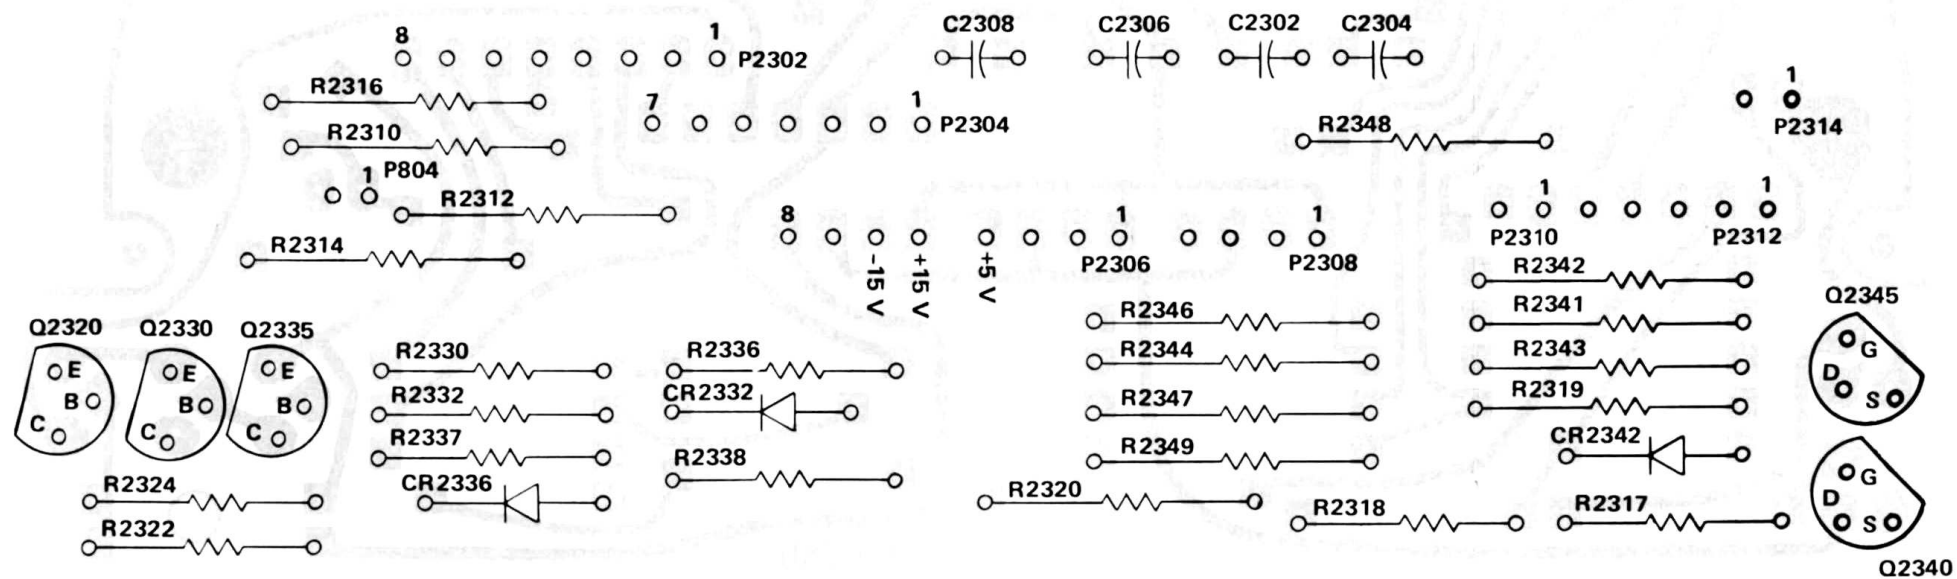 C2308 C2306 C2302 C2304
8 1 P2302
1
R2316
7 1 P2304
P2314
R2310
R2348
P804
1
R2312
1 1
8 1 1
R2314
P2310 P2312
-15 V +15 V +5 V P2306 P2308
R2342
R2346 R2341
Q2345
Q2320 Q2330 Q2335
R2330 R2336 R2344 R2343
G
E E E
D
R2332 CR2332 R2347 R2319
S
B B B
C C C
R2337 R2349 CR2342
R2338
G
R2324 CR2336 R2320
D S
R2318 R2317
R2322
Q2340